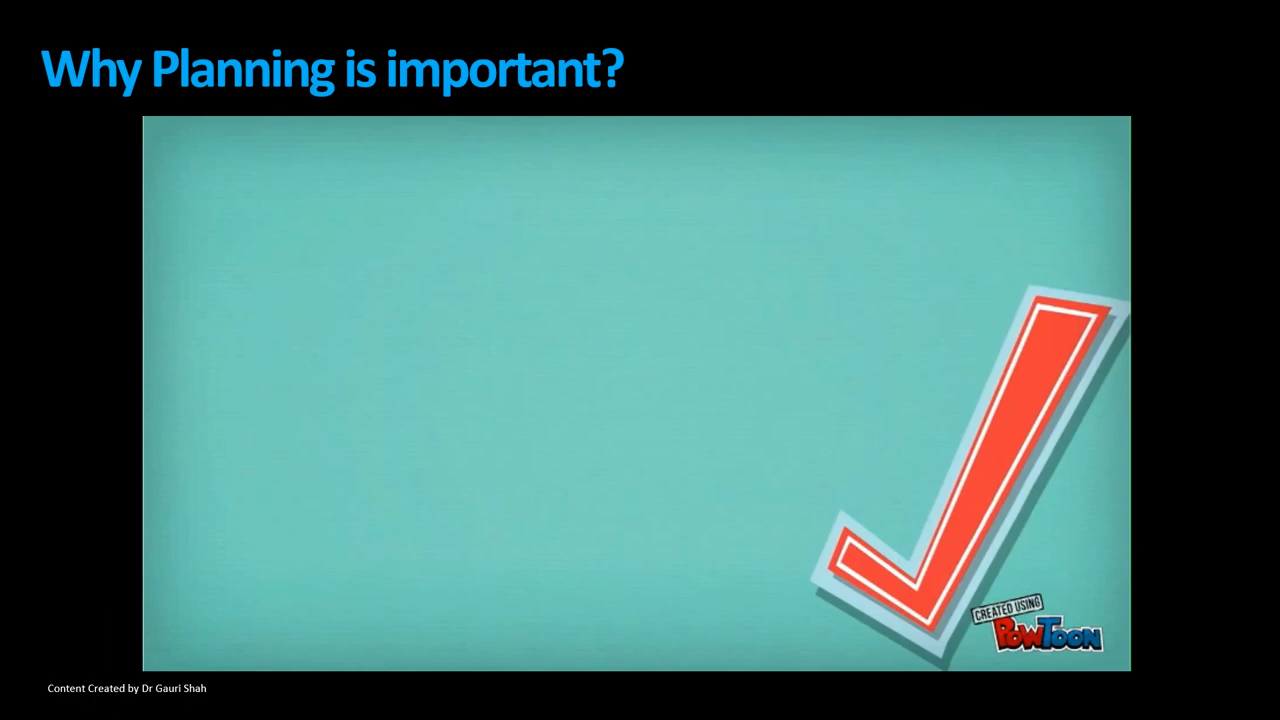 Why Planning is important?
CREATED USING
POWTOON
Content Created by Dr Gauri Shah